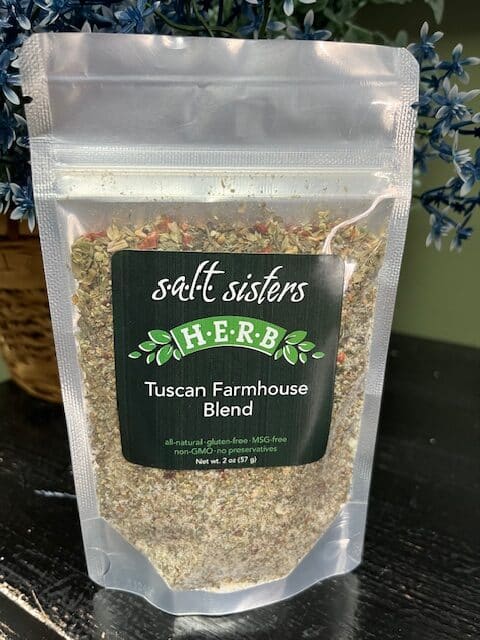 salt sisters
H·E·R·B
Tuscan Farmhouse
Blend
all-natural·gluten-free·MSG-free
non-GMO·no preservatives
Net wt. 2 oz (57 g)